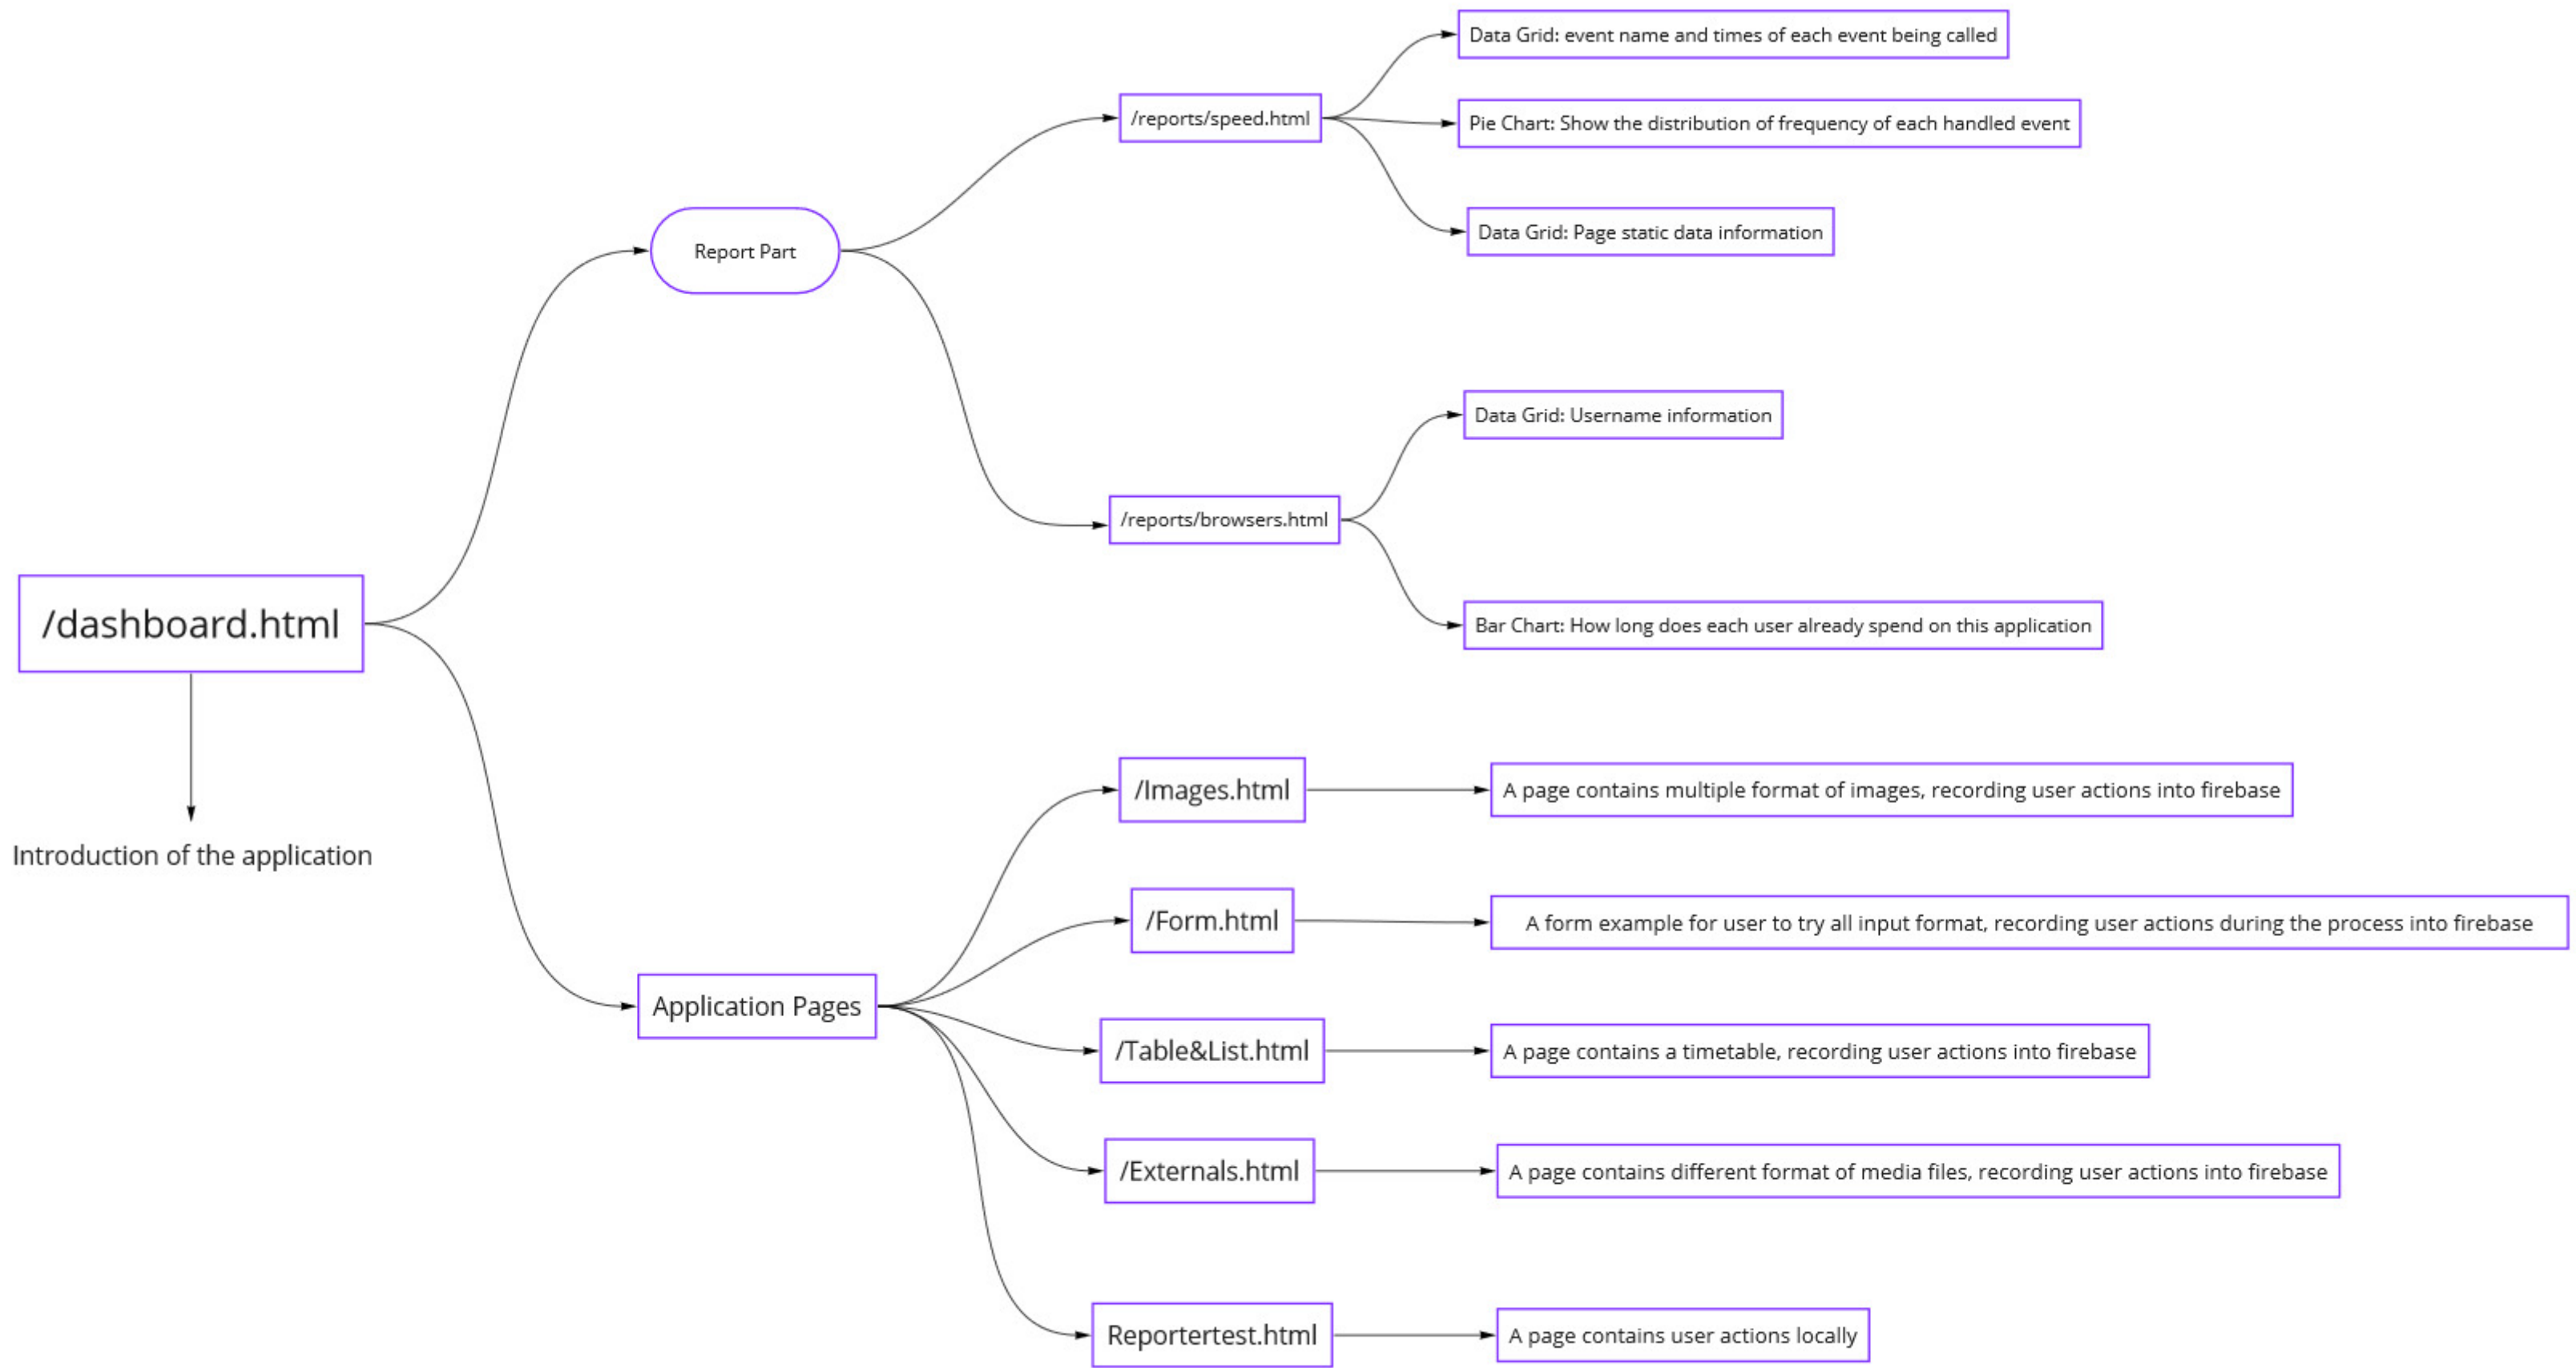 Data Grid: event name and times of each event being called
/reports/speed.html
Pie Chart: Show the distribution of frequency of each handled event
Data Grid: Page static data information
Report Part
Data Grid: Username information
/reports/browsers.html
Bar Chart: How long does each user already spend on this application
/dashboard.html
Introduction of the application
/Images.html
A page contains multiple format of images, recording user actions into firebase
/Form.html
A form example for user to try all input format, recording user actions during the process into firebase
Application Pages
/Table&List.html
A page contains a timetable, recording user actions into firebase
/Externals.html
A page contains different format of media files, recording user actions into firebase
Reportertest.html
A page contains user actions locally